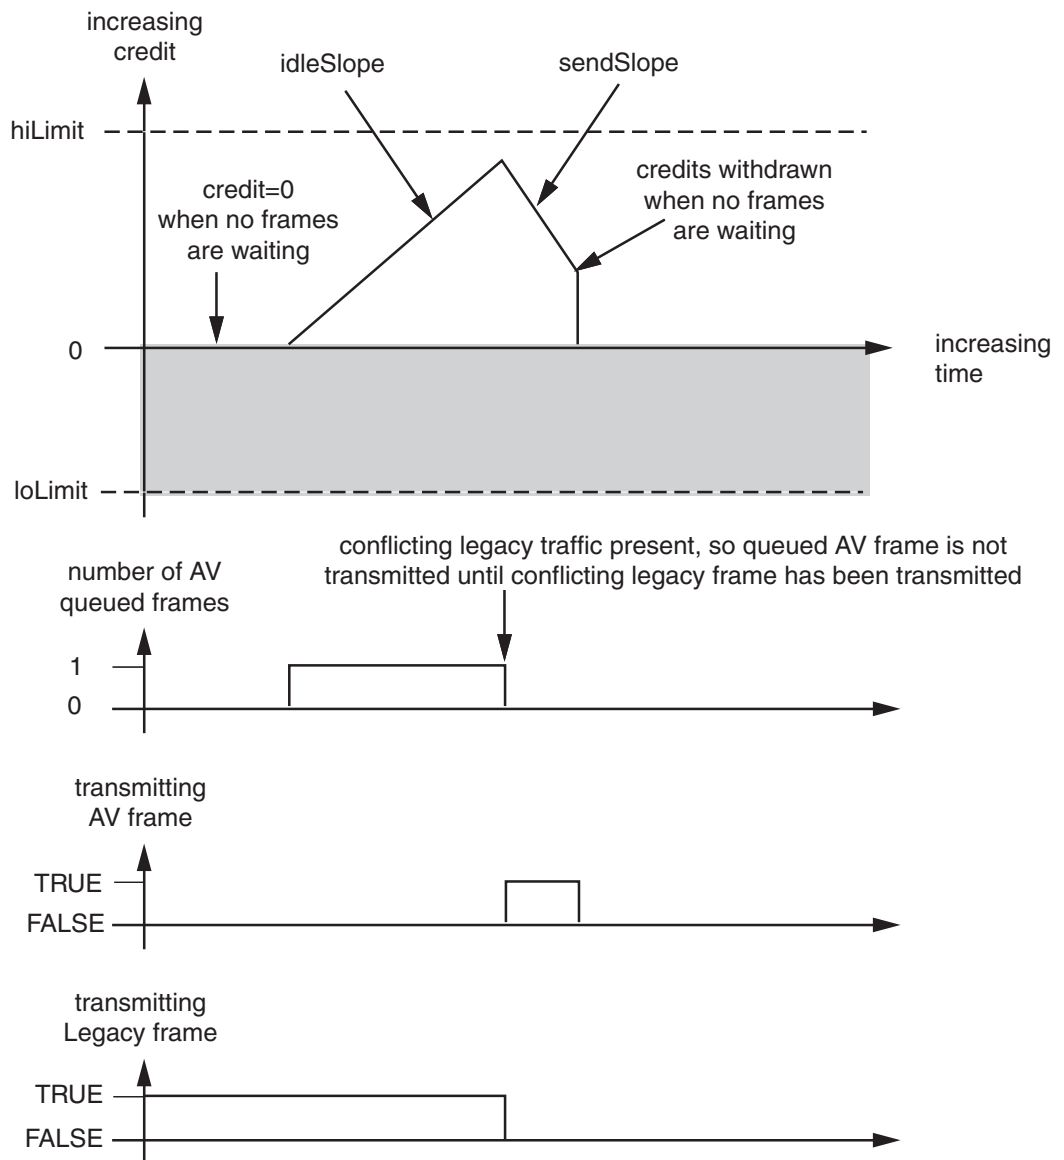 increasing
credit
idleSlope
sendSlope
hiLimit
credit=0
when no frames
are waiting
credits withdrawn
when no frames
are waiting
0
increasing
time
loLimit
conflicting legacy traffic present, so queued AV frame is not
transmitted until conflicting legacy frame has been transmitted
number of AV
queued frames
1
0
transmitting
AV frame
TRUE
FALSE
transmitting
Legacy frame
TRUE
FALSE